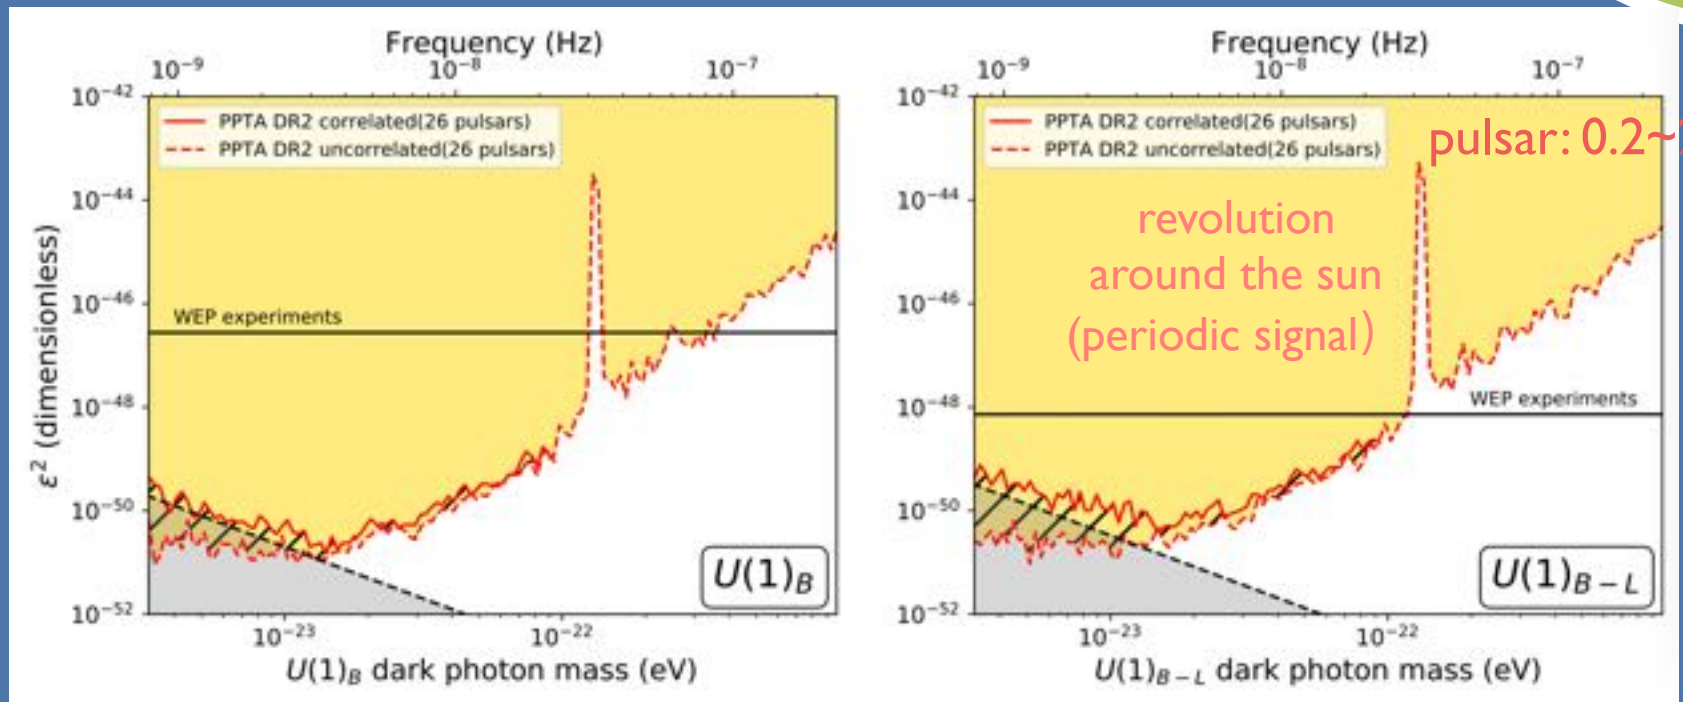 Frequency (Hz)
10⁻⁹ 10⁻⁸ 10⁻⁷
10⁻⁴²
10⁻⁴⁴
10⁻⁴⁶
10⁻⁴⁸
10⁻⁵⁰
10⁻⁵²
ε² (dimensionless)
PPTA DR2 correlated(26 pulsars)
PPTA DR2 uncorrelated(26 pulsars)
WEP experiments
U(1)_B
10⁻²³ 10⁻²²
U(1)_B dark photon mass (eV)
Frequency (Hz)
10⁻⁹ 10⁻⁸ 10⁻⁷
10⁻⁴²
10⁻⁴⁴
10⁻⁴⁶
10⁻⁴⁸
10⁻⁵⁰
10⁻⁵²
PPTA DR2 correlated(26 pulsars)
PPTA DR2 uncorrelated(26 pulsars)
pulsar: 0.2~
revolution
around the sun
(periodic signal)
WEP experiments
U(1)_{B−L}
10⁻²³ 10⁻²²
U(1)_{B−L} dark photon mass (eV)